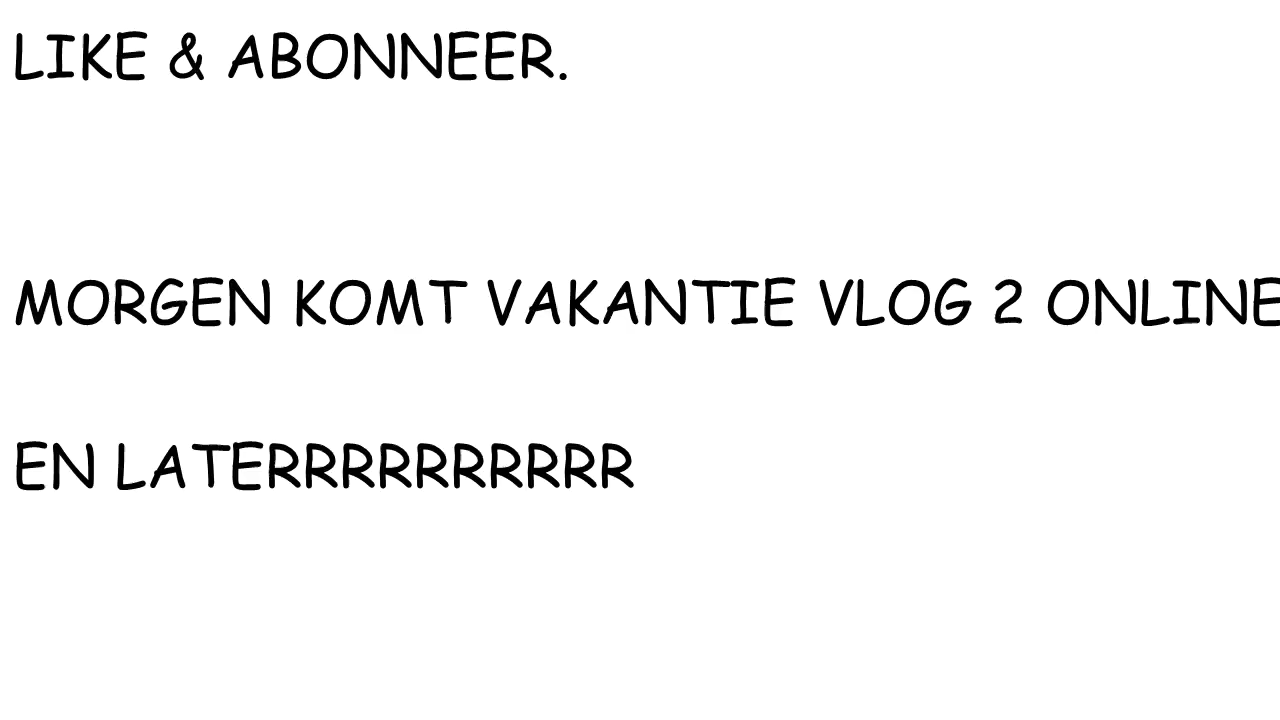 LIKE & ABONNEER.
MORGEN KOMT VAKANTIE VLOG 2 ONLINE
EN LATERRRRRRRRRR